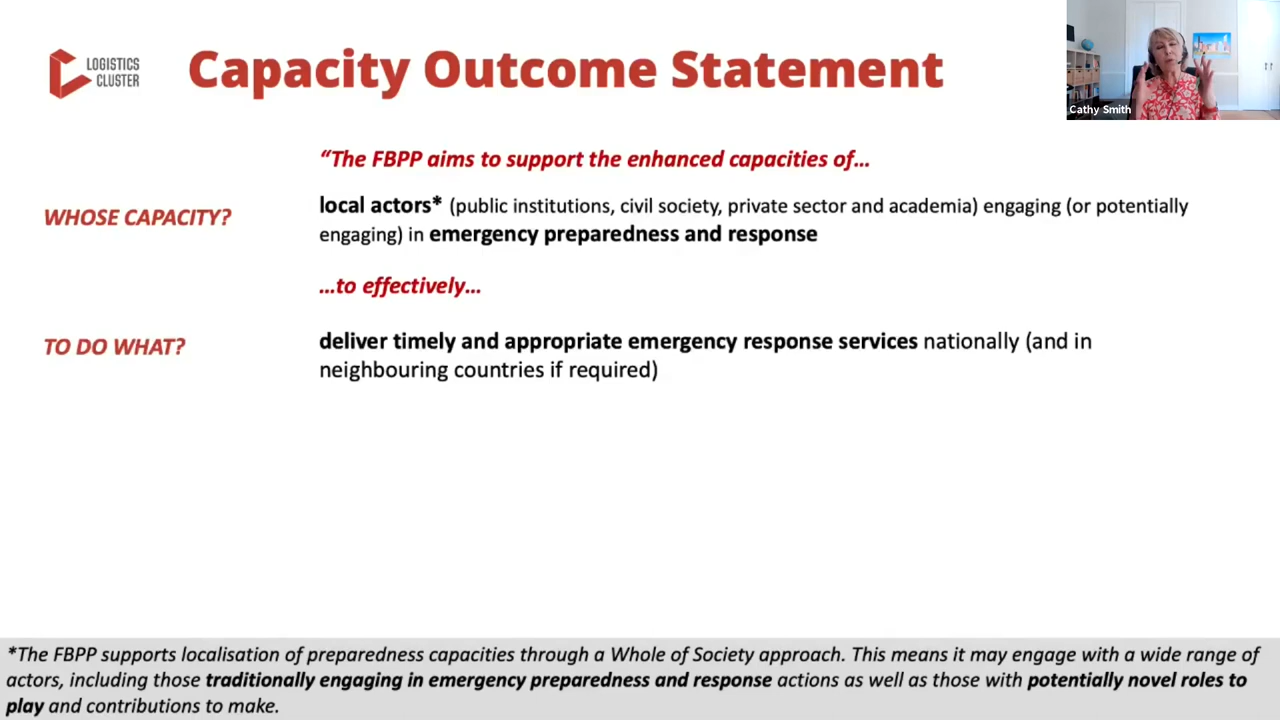 LOGISTICS
CLUSTER
Capacity Outcome Statement
Cathy Smith
“The FBPP aims to support the enhanced capacities of…
WHOSE CAPACITY?
local actors* (public institutions, civil society, private sector and academia) engaging (or potentially
engaging) in emergency preparedness and response
…to effectively…
TO DO WHAT?
deliver timely and appropriate emergency response services nationally (and in
neighbouring countries if required)
*The FBPP supports localisation of preparedness capacities through a Whole of Society approach. This means it may engage with a wide range of
actors, including those traditionally engaging in emergency preparedness and response actions as well as those with potentially novel roles to
play and contributions to make.